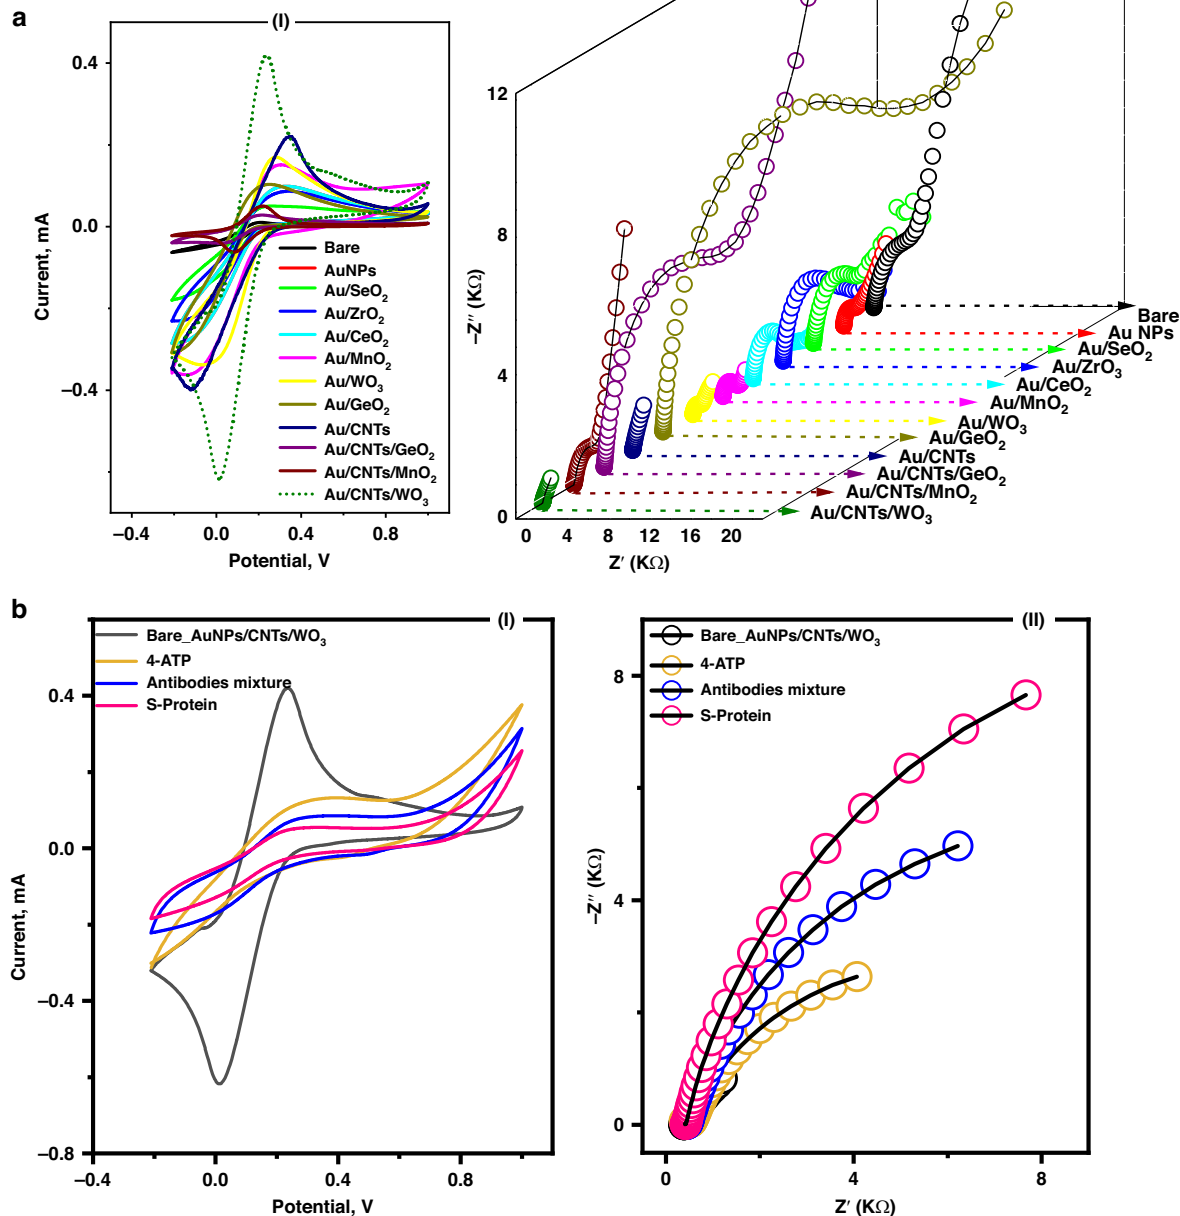 a
(I)
0.4
0.0
−0.4
Current, mA
Bare
AuNPs
Au/SeO₂
Au/ZrO₂
Au/CeO₂
Au/MnO₂
Au/WO₃
Au/GeO₂
Au/CNTs
Au/CNTs/GeO₂
Au/CNTs/MnO₂
Au/CNTs/WO₃
−0.4
0.0
0.4
0.8
Potential, V
12
8
4
0
−Z″ (KΩ)
0 4 8 12 16 20
Z′ (KΩ)
Bare
Au NPs
Au/SeO₂
Au/ZrO₃
Au/CeO₂
Au/MnO₂
Au/WO₃
Au/GeO₂
Au/CNTs
Au/CNTs/GeO₂
Au/CNTs/MnO₂
Au/CNTs/WO₃
b
(I)
Bare_AuNPs/CNTs/WO₃
4-ATP
Antibodies mixture
S-Protein
0.4
0.0
−0.4
−0.8
Current, mA
−0.4
0.0
0.4
0.8
Potential, V
(II)
Bare_AuNPs/CNTs/WO₃
4-ATP
Antibodies mixture
S-Protein
8
4
0
−Z″ (KΩ)
0
4
8
Z′ (KΩ)